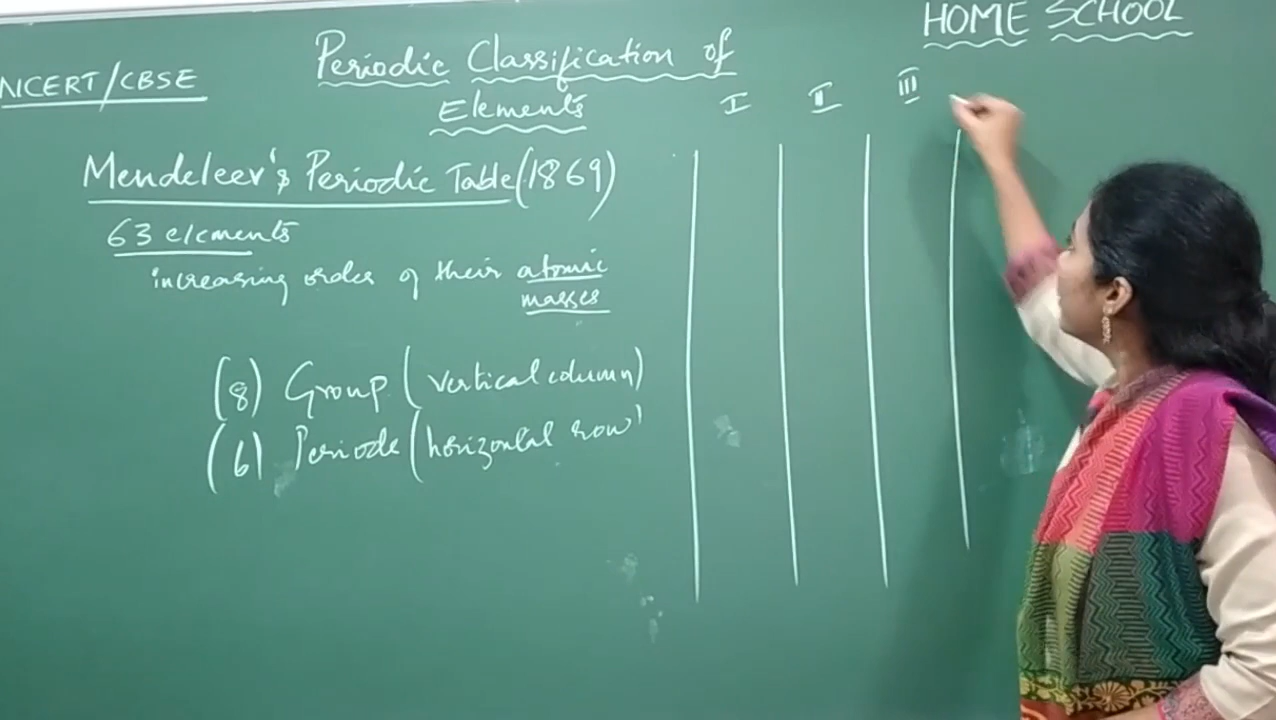 HOME SCHOOL
NCERT/CBSE
Periodic Classification of
Elements
I II III
Mendeleev's Periodic Table (1869)
63 elements
increasing order of their atomic
masses
(8) Group (vertical column)
(6) Periode (horizontal row)